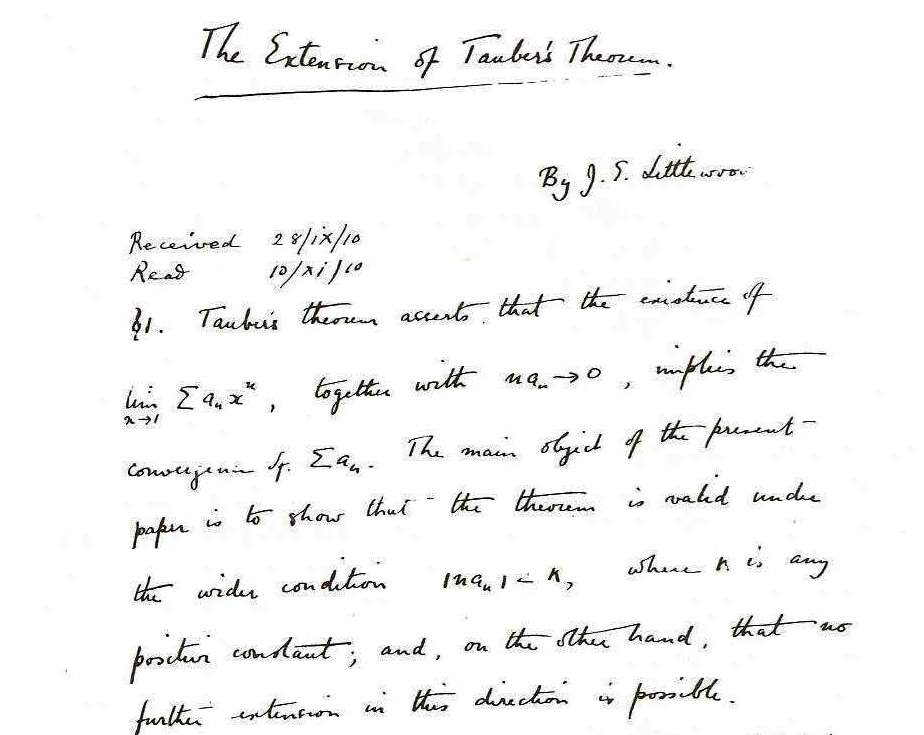 The Extension of Tauber's Theorem.
By J. E. Littlewood
Received 28/ix/10
Read 10/xi/10
§1. Tauber's theorem asserts that the existence of
lim Σ aₙxⁿ, together with naₙ → 0, implies the
x→1
convergence of Σaₙ. The main object of the present
paper is to show that the theorem is valid under
the wider condition |naₙ| < K, where K is any
positive constant; and, on the other hand, that no
further extension in this direction is possible.